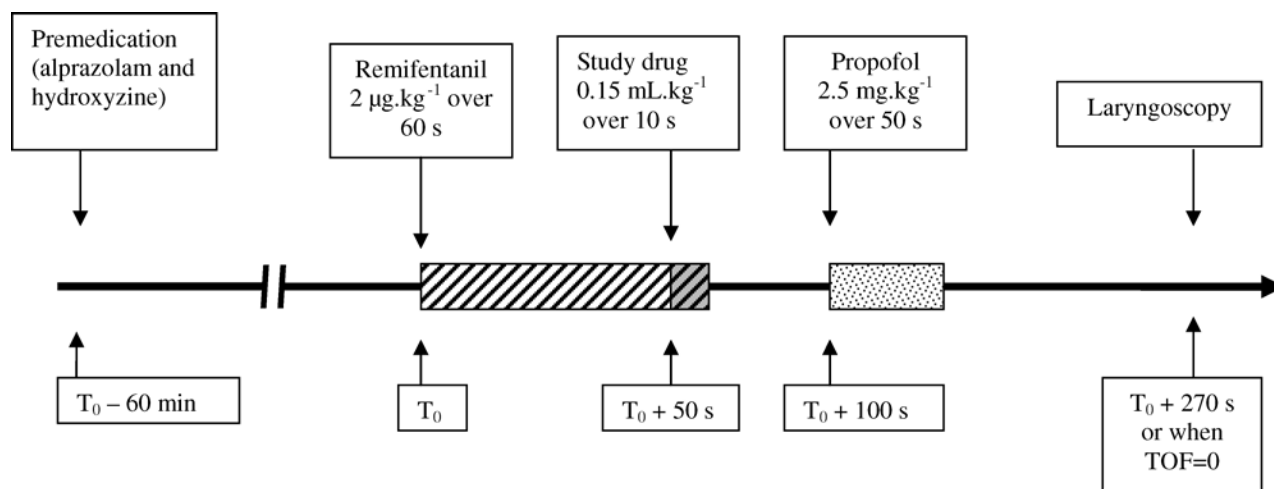 Premedication
(alprazolam and
hydroxyzine)
Remifentanil
2 µg.kg⁻¹ over
60 s
Study drug
0.15 mL.kg⁻¹
over 10 s
Propofol
2.5 mg.kg⁻¹
over 50 s
Laryngoscopy
T₀ – 60 min
T₀
T₀ + 50 s
T₀ + 100 s
T₀ + 270 s
or when
TOF=0